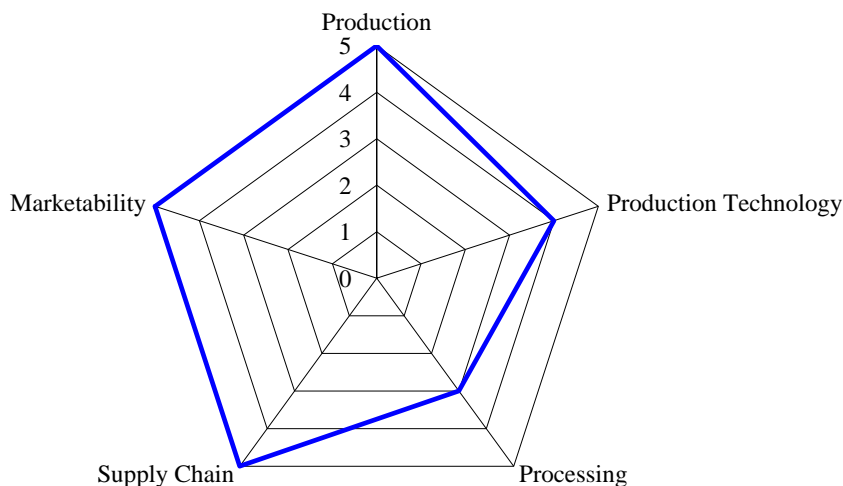 Production
5
4
3
2
1
0
Marketability
Production Technology
Supply Chain
Processing